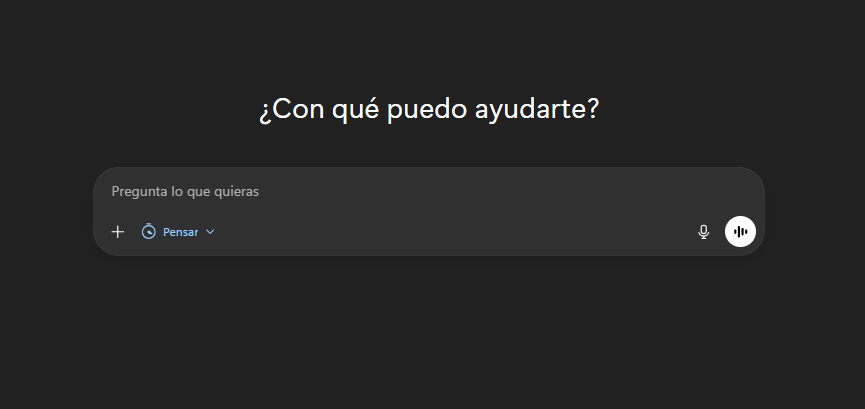 ¿Con qué puedo ayudarte?
Pregunta lo que quieras
Pensar